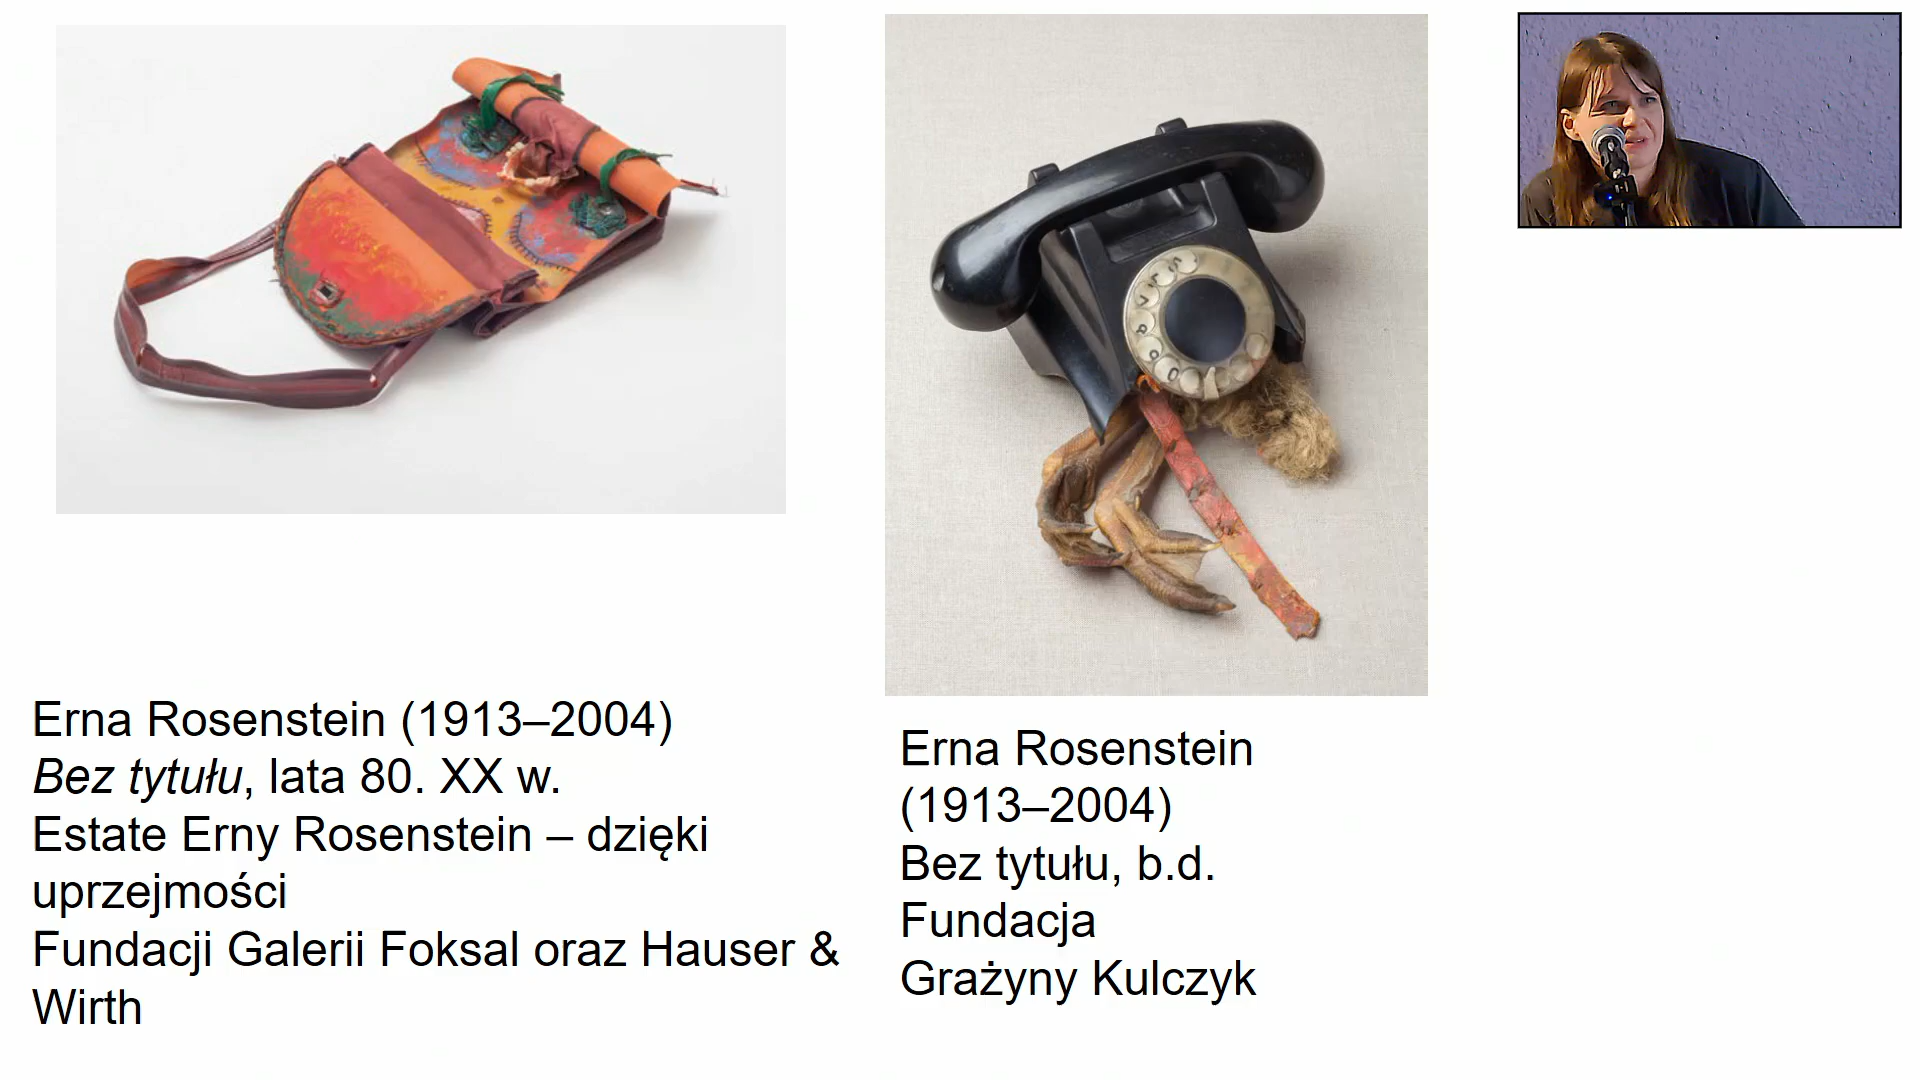 Erna Rosenstein (1913–2004)
Bez tytułu, lata 80. XX w.
Estate Erny Rosenstein – dzięki
uprzejmości
Fundacji Galerii Foksal oraz Hauser &
Wirth
Erna Rosenstein
(1913–2004)
Bez tytułu, b.d.
Fundacja
Grażyny Kulczyk